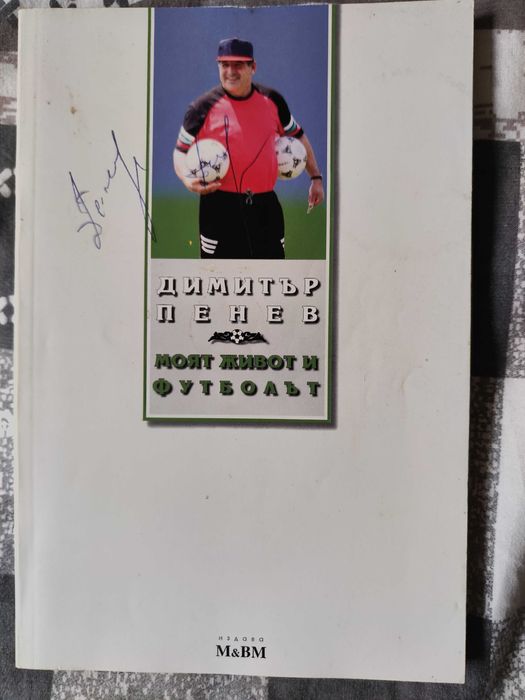 ДИМИТЪР
ПЕНЕВ
МОЯТ ЖИВОТ И
ФУТБОЛЪТ
издава
M&BM